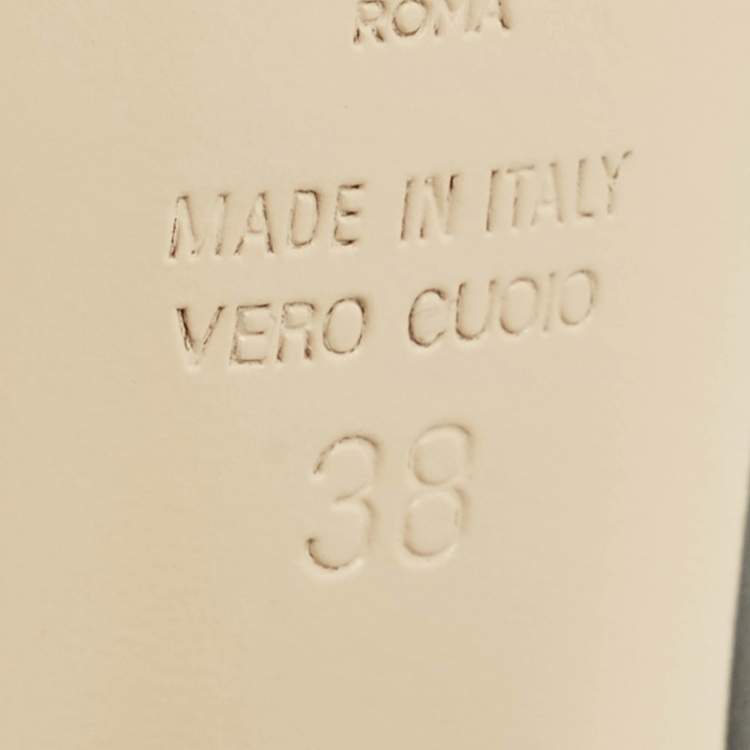 ROMA
MADE IN ITALY
VERO CUOIO
38